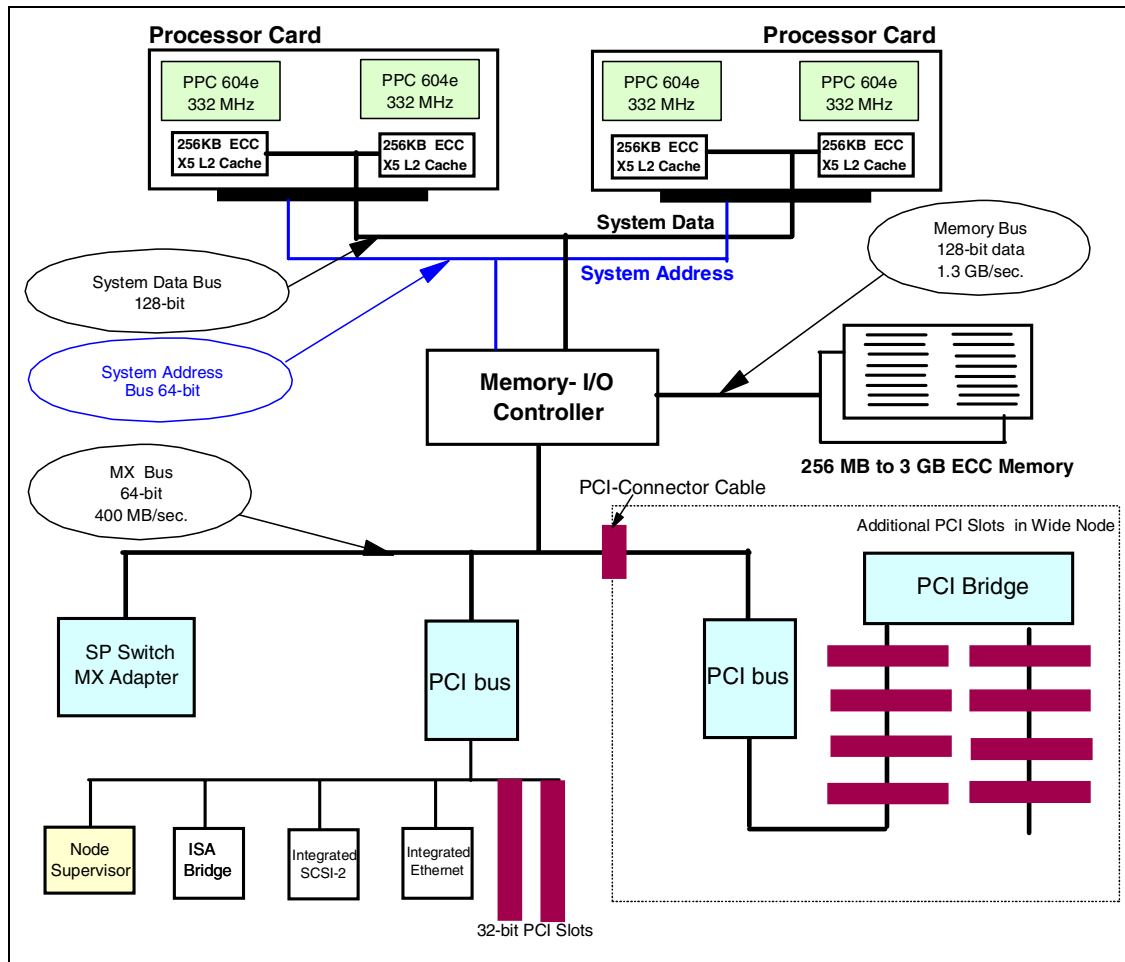 Processor Card
Processor Card
PPC 604e
332 MHz
PPC 604e
332 MHz
PPC 604e
332 MHz
PPC 604e
332 MHz
256KB ECC
X5 L2 Cache
256KB ECC
X5 L2 Cache
256KB ECC
X5 L2 Cache
256KB ECC
X5 L2 Cache
System Data
System Address
Memory Bus
128-bit data
1.3 GB/sec.
System Data Bus
128-bit
System Address
Bus 64-bit
Memory- I/O
Controller
256 MB to 3 GB ECC Memory
MX Bus
64-bit
400 MB/sec.
PCI-Connector Cable
Additional PCI Slots in Wide Node
PCI Bridge
SP Switch
MX Adapter
PCI bus
PCI bus
Node
Supervisor
ISA
Bridge
Integrated
SCSI-2
Integrated
Ethernet
32-bit PCI Slots